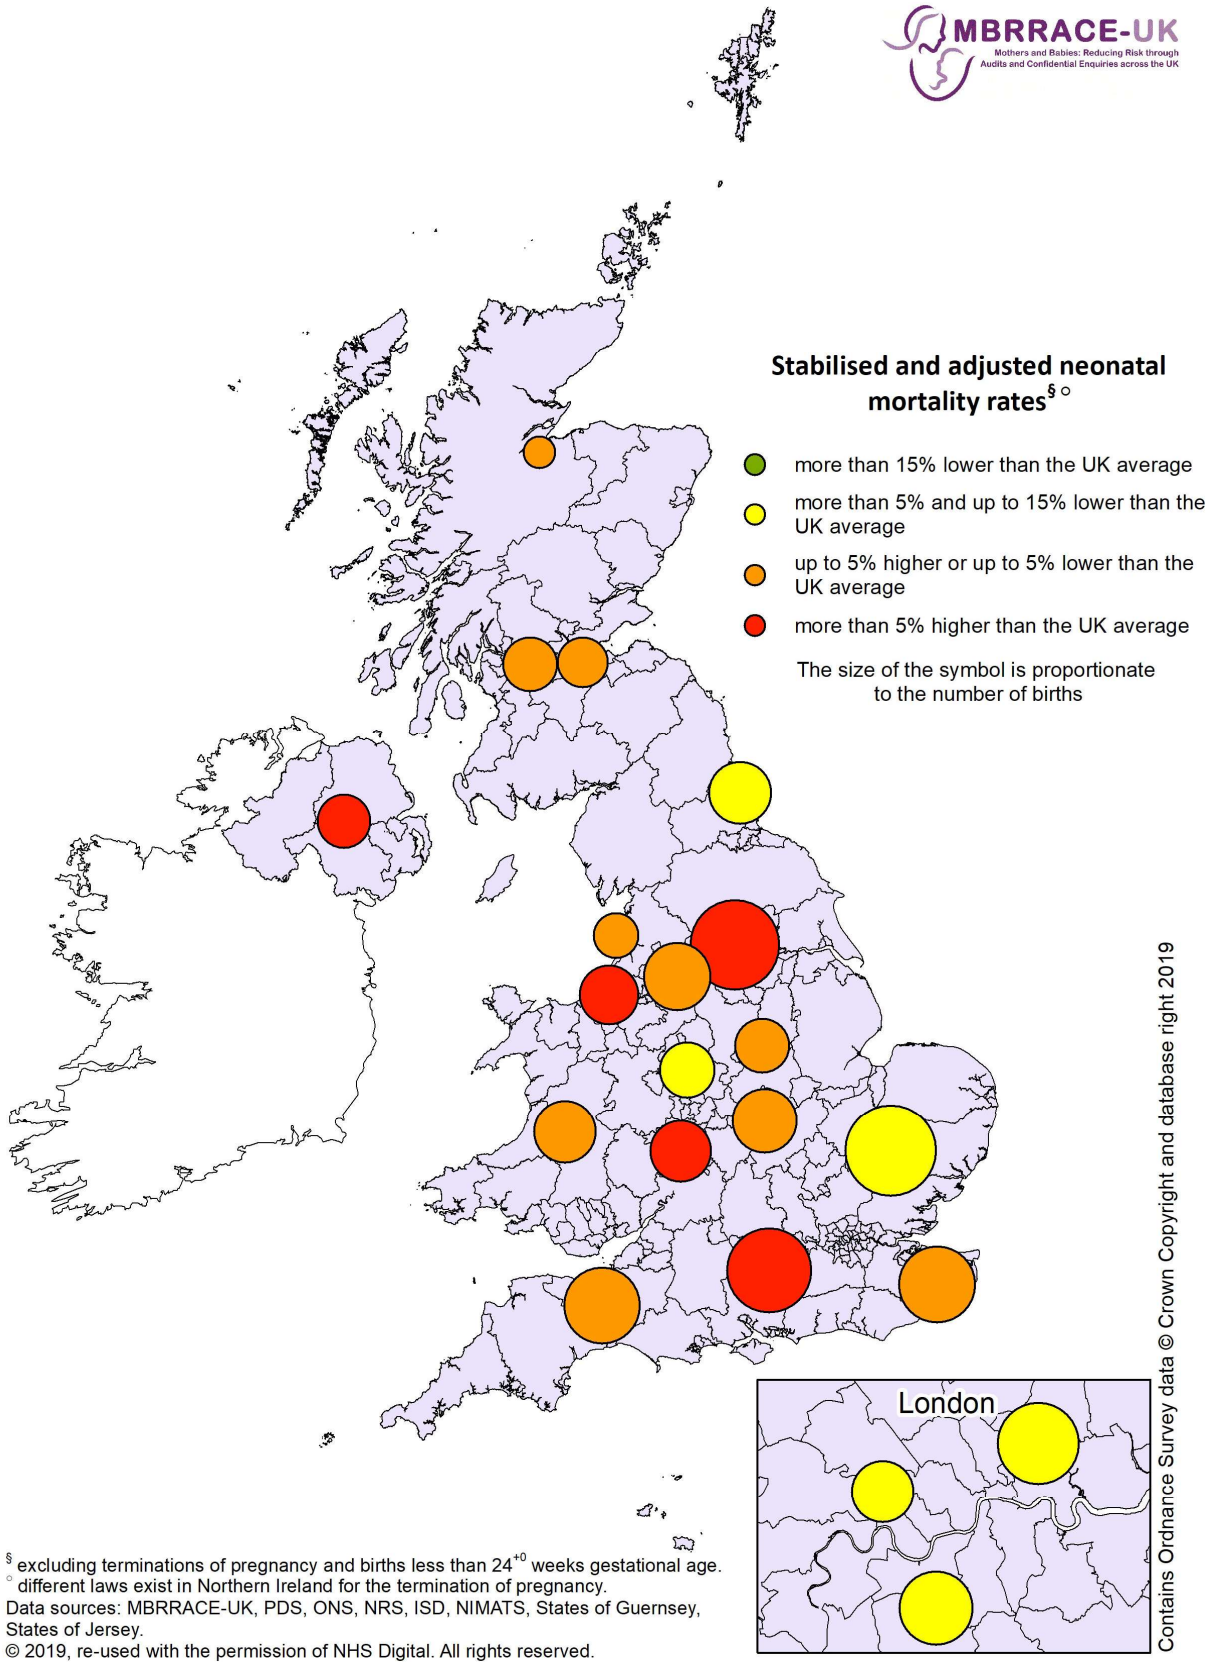 MBRRACE-UK
Mothers and Babies: Reducing Risk through
Audits and Confidential Enquiries across the UK
Stabilised and adjusted neonatal
mortality rates§ °
more than 15% lower than the UK average
more than 5% and up to 15% lower than the
UK average
up to 5% higher or up to 5% lower than the
UK average
more than 5% higher than the UK average
The size of the symbol is proportionate
to the number of births
London
Contains Ordnance Survey data © Crown Copyright and database right 2019
§ excluding terminations of pregnancy and births less than 24+0 weeks gestational age.
° different laws exist in Northern Ireland for the termination of pregnancy.
Data sources: MBRRACE-UK, PDS, ONS, NRS, ISD, NIMATS, States of Guernsey,
States of Jersey.
© 2019, re-used with the permission of NHS Digital. All rights reserved.